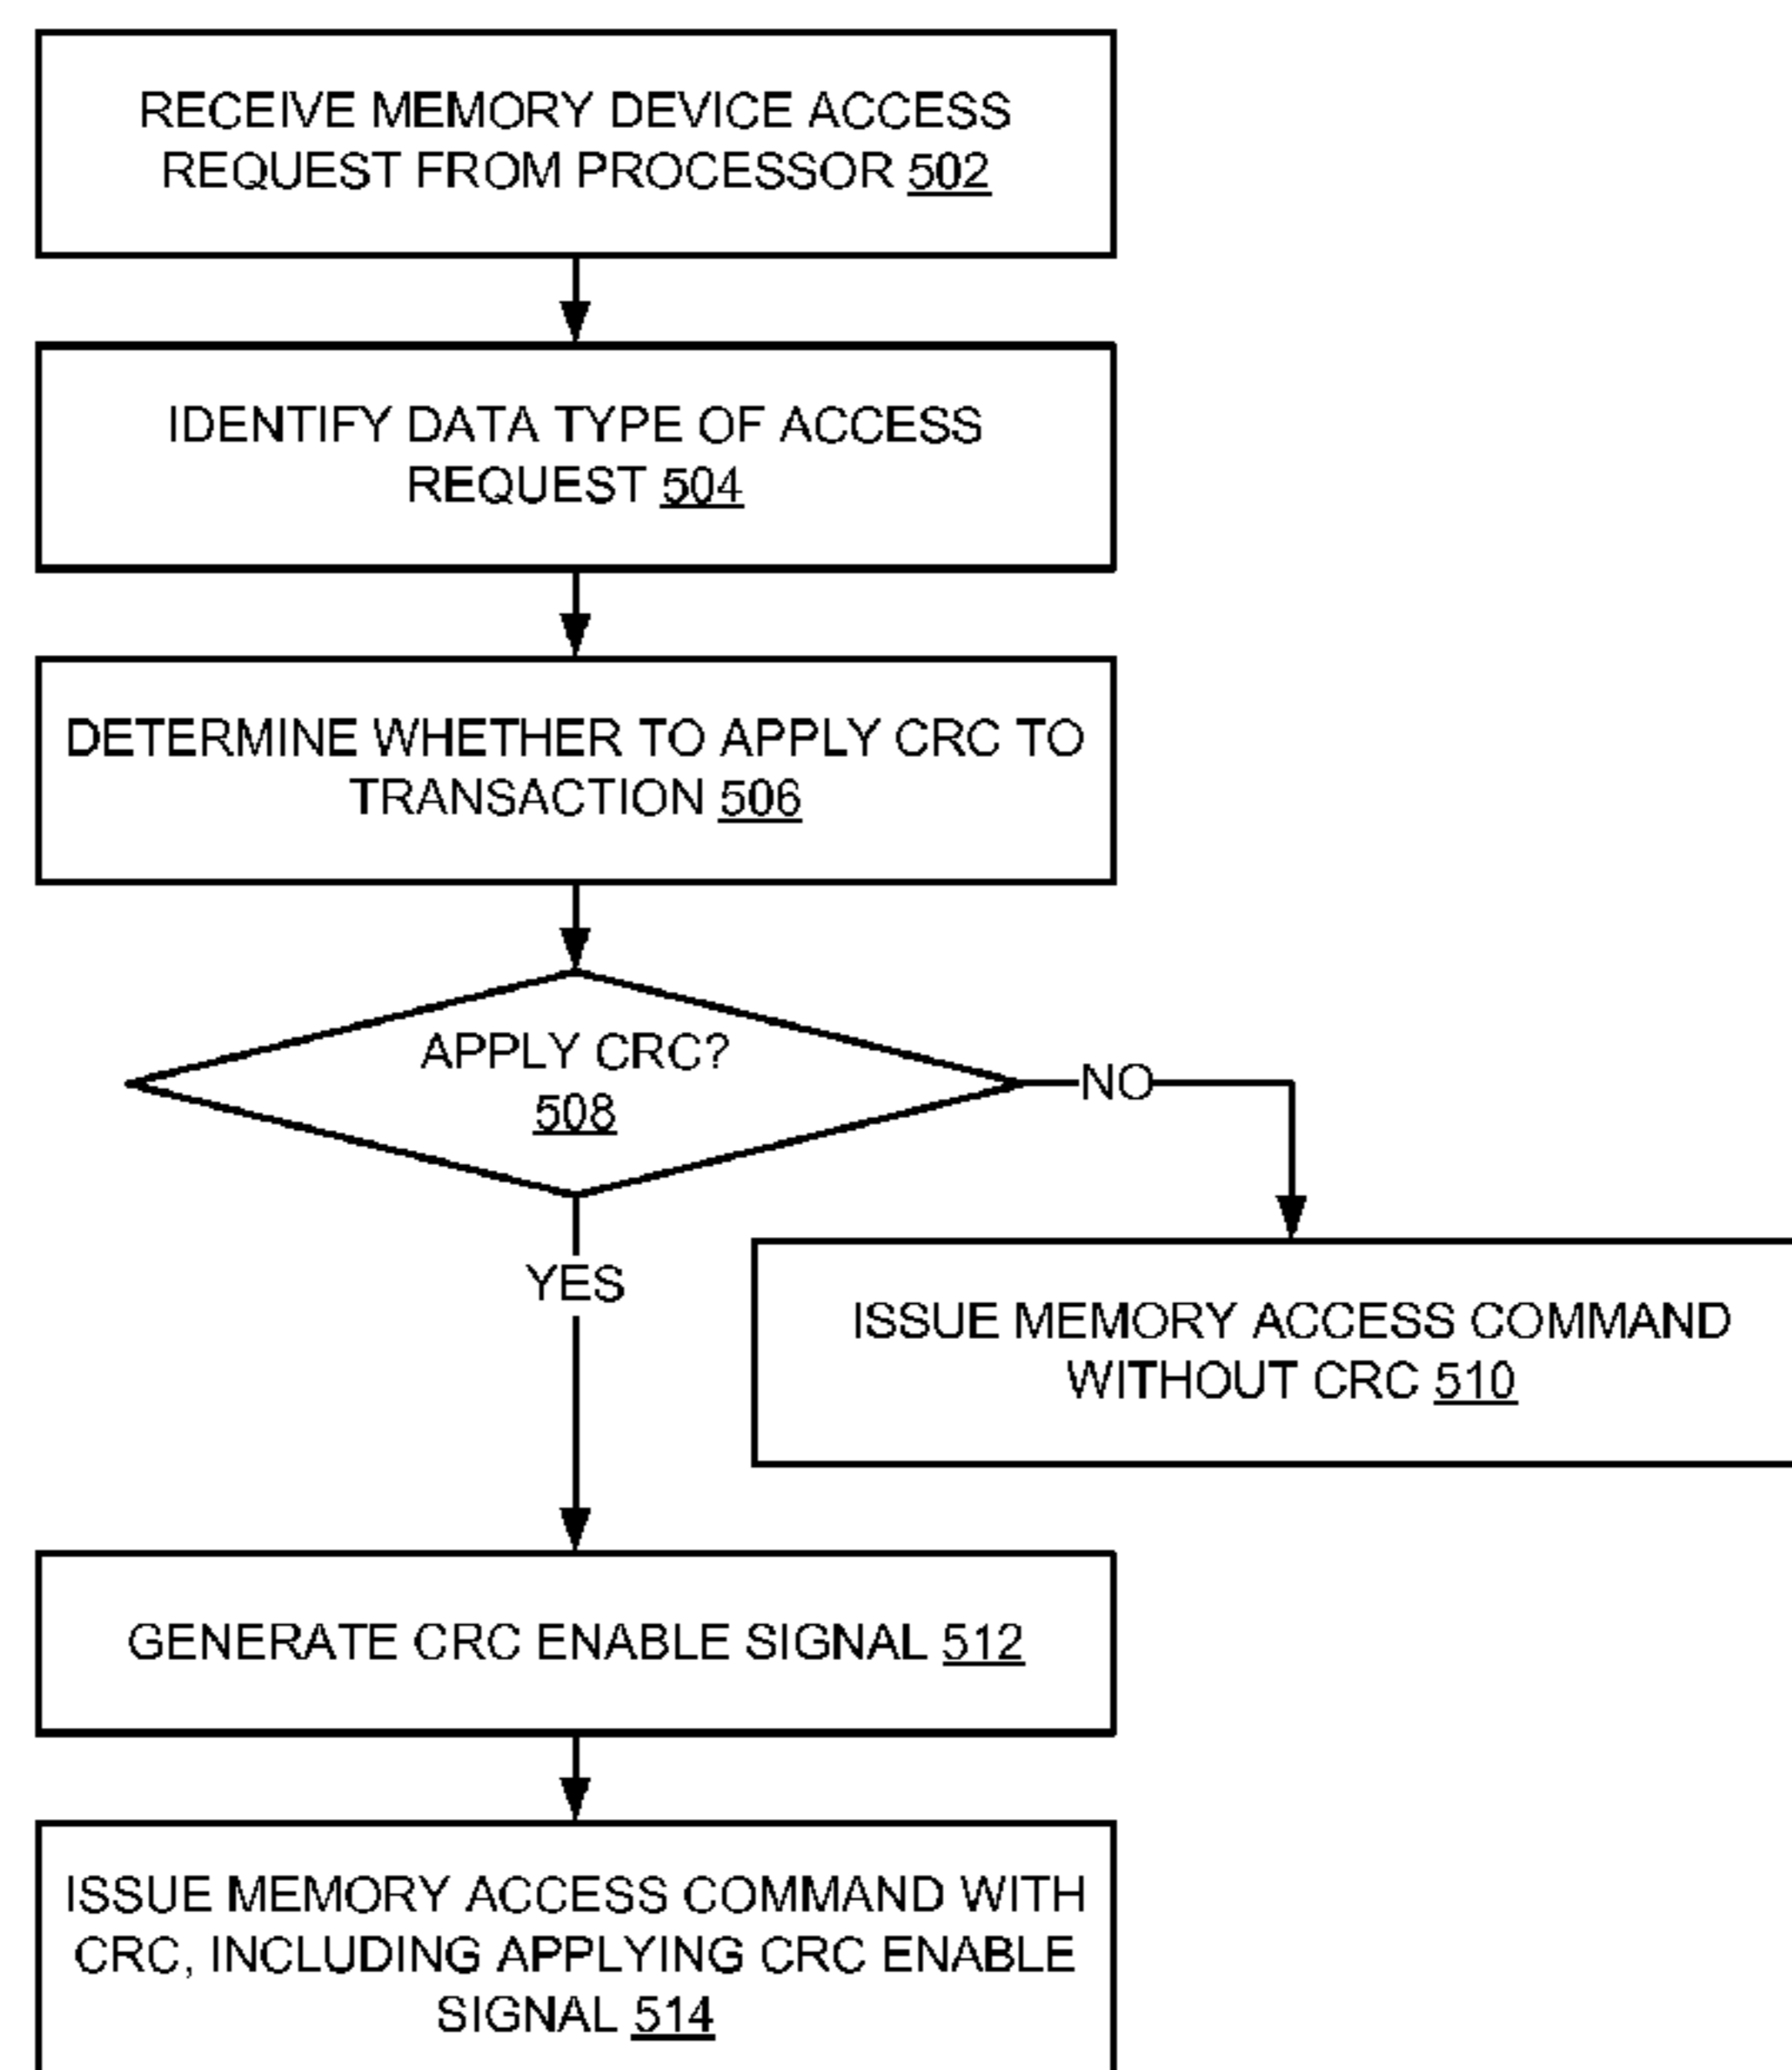 RECEIVE MEMORY DEVICE ACCESS
REQUEST FROM PROCESSOR 502
IDENTIFY DATA TYPE OF ACCESS
REQUEST 504
DETERMINE WHETHER TO APPLY CRC TO
TRANSACTION 506
APPLY CRC?
508
NO
YES
ISSUE MEMORY ACCESS COMMAND
WITHOUT CRC 510
GENERATE CRC ENABLE SIGNAL 512
ISSUE MEMORY ACCESS COMMAND WITH
CRC, INCLUDING APPLYING CRC ENABLE
SIGNAL 514